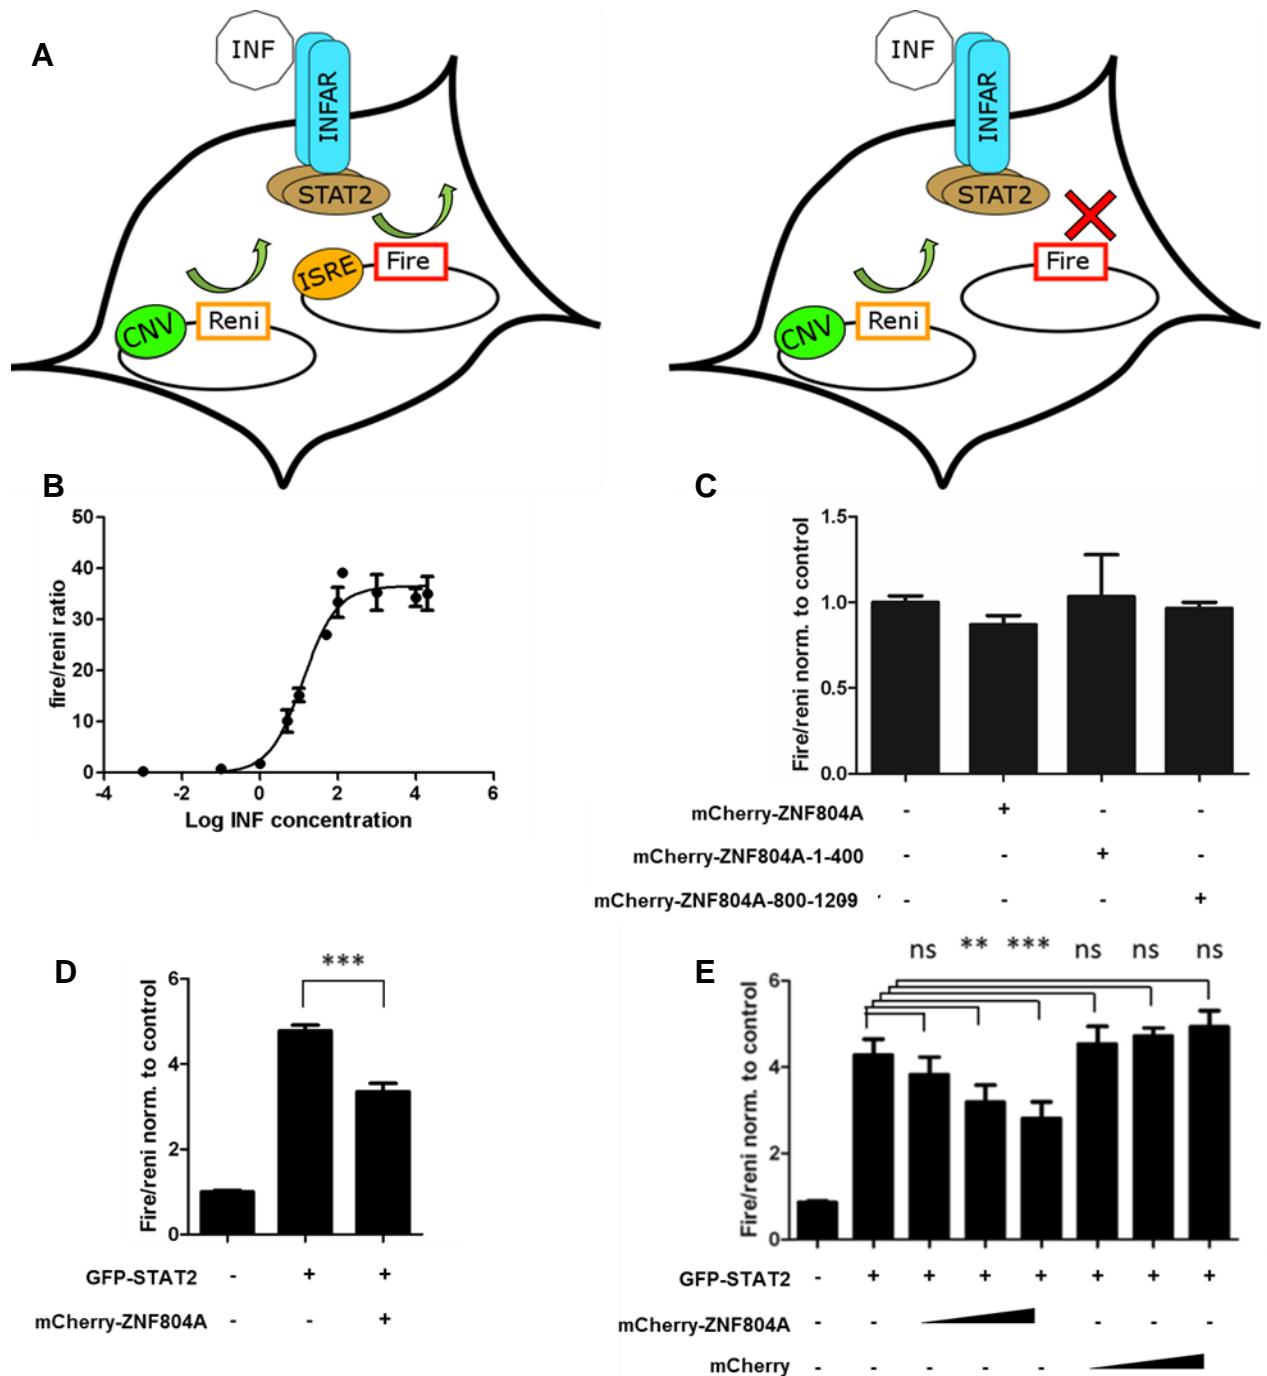 A
INF
INFAR
STAT2
ISRE
Fire
CNV
Reni
INF
INFAR
STAT2
Fire
CNV
Reni
B
fire/reni ratio
50
40
30
20
10
0
-4 -2 0 2 4 6
Log INF concentration
C
Fire/reni norm. to control
1.5
1.0
0.5
0.0
mCherry-ZNF804A - + - -
mCherry-ZNF804A-1-400 - - + -
mCherry-ZNF804A-800-1209 - - - +
D
***
Fire/reni norm. to control
6
4
2
0
GFP-STAT2 - + +
mCherry-ZNF804A - - +
E
ns ** *** ns ns ns
Fire/reni norm. to control
6
4
2
0
GFP-STAT2 - + + + + + + +
mCherry-ZNF804A - - - - -
mCherry - - - - -